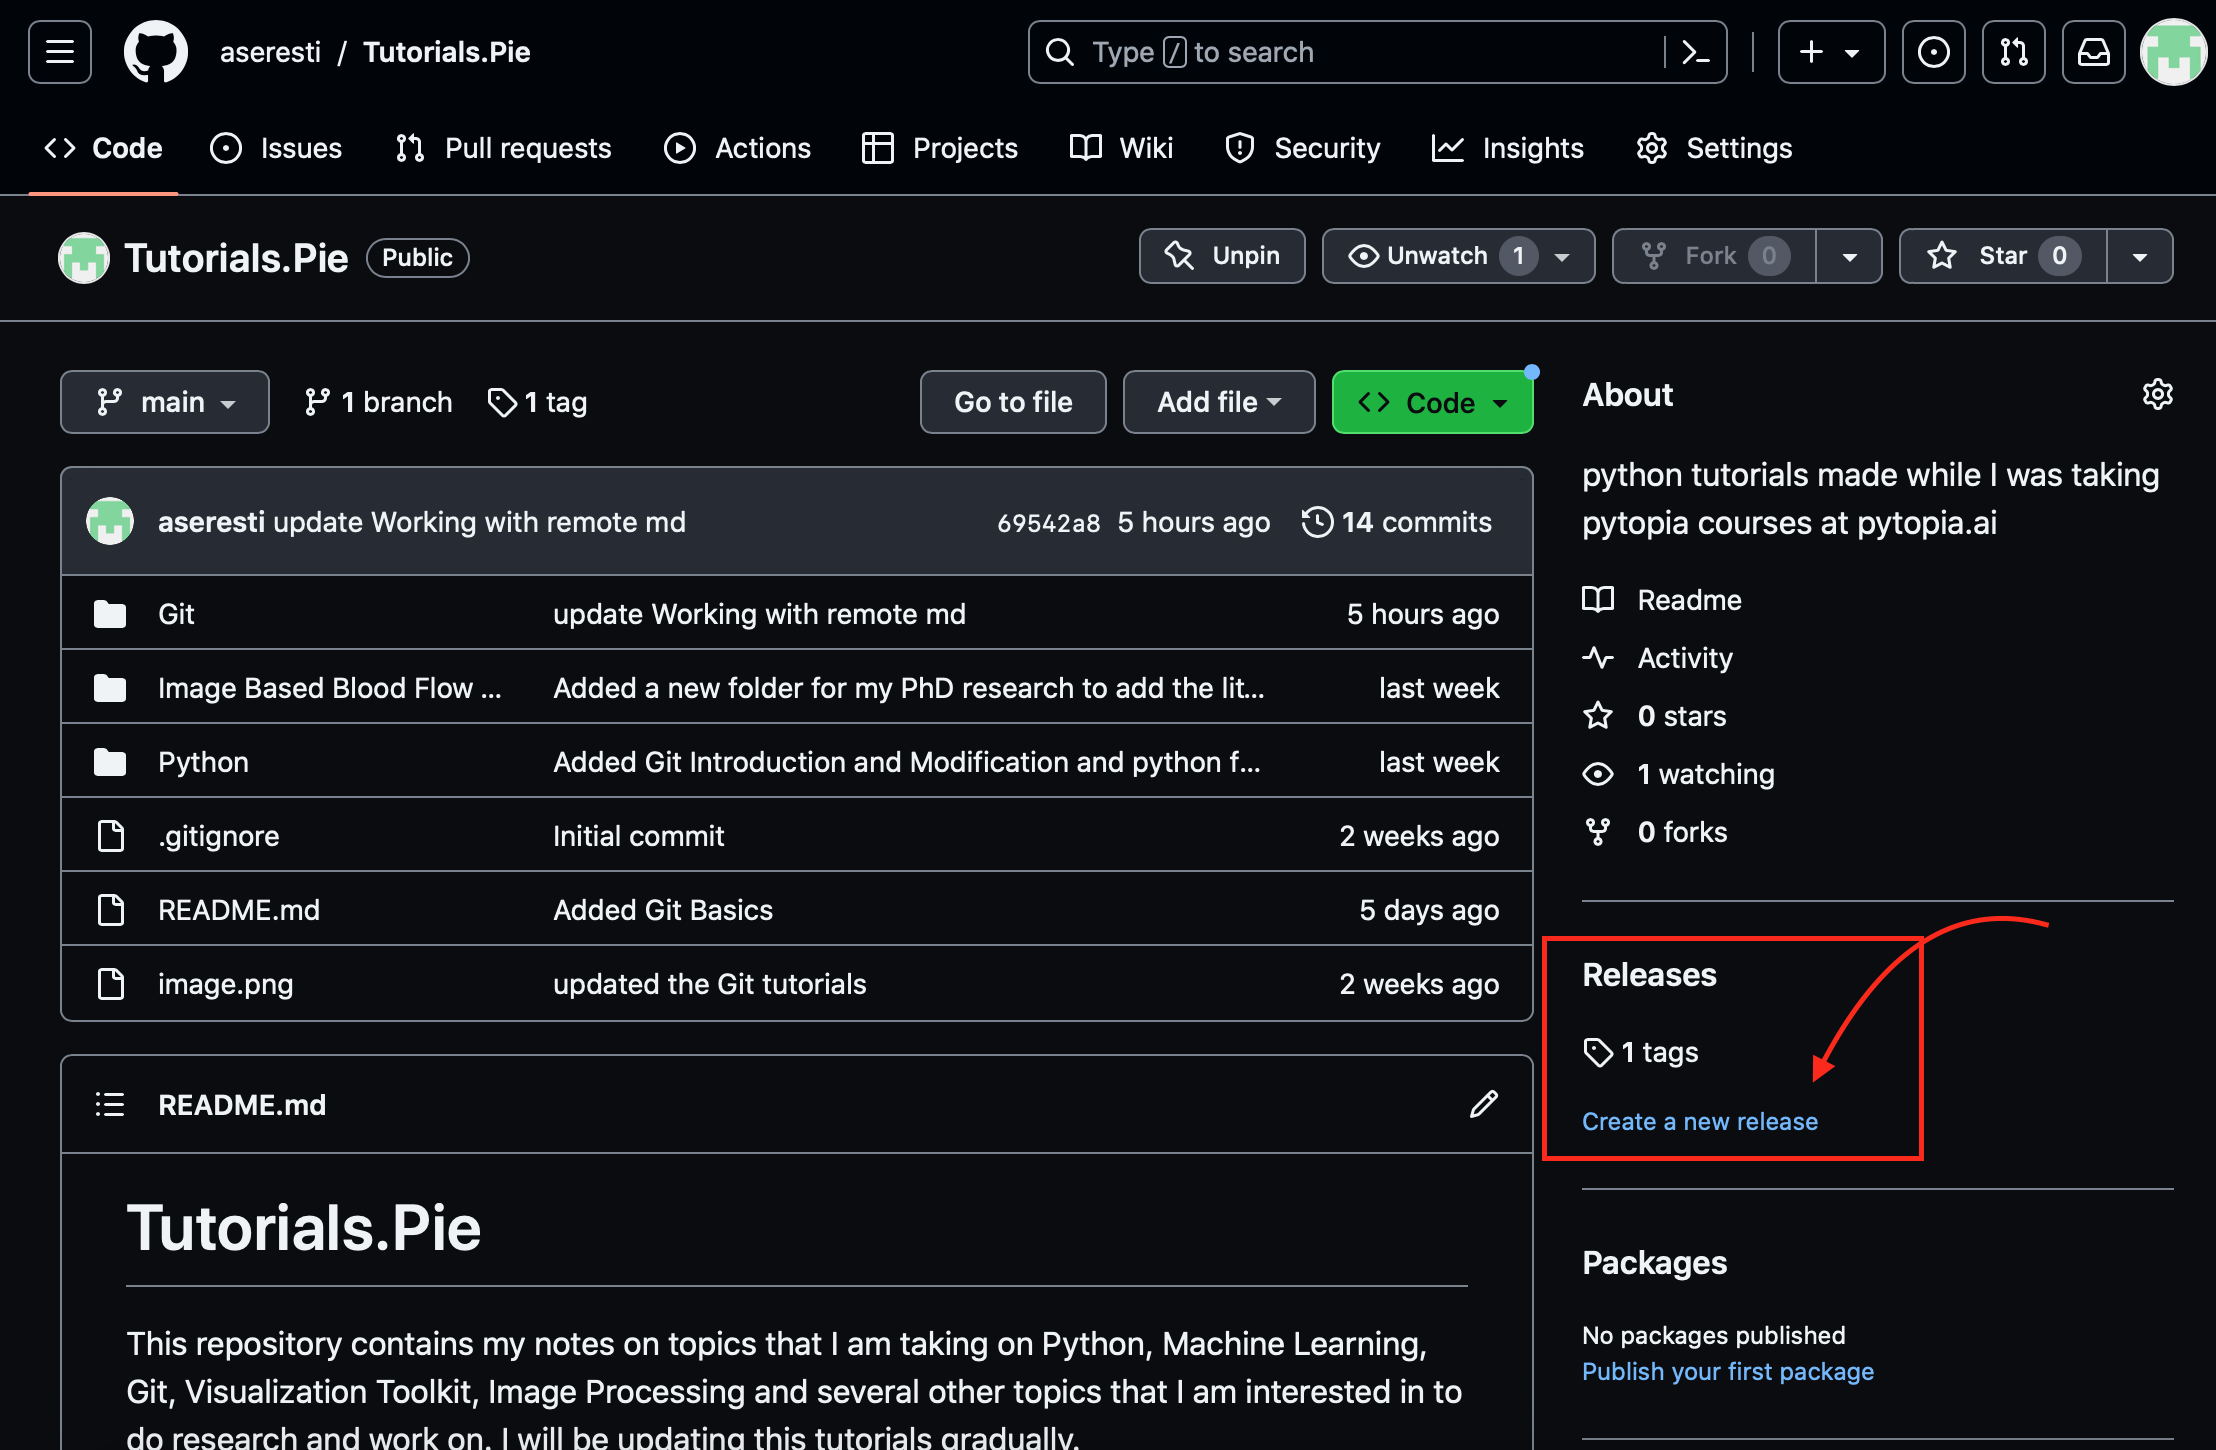 aseresti / Tutorials.Pie
Type / to search
Code Issues Pull requests Actions Projects Wiki Security Insights Settings
Tutorials.Pie Public
Unpin Unwatch 1 Fork 0 Star 0
main 1 branch 1 tag Go to file Add file Code
aseresti update Working with remote md 69542a8 5 hours ago 14 commits
Git update Working with remote md 5 hours ago
Image Based Blood Flow ... Added a new folder for my PhD research to add the lit... last week
Python Added Git Introduction and Modification and python f... last week
.gitignore Initial commit 2 weeks ago
README.md Added Git Basics 5 days ago
image.png updated the Git tutorials 2 weeks ago
README.md
Tutorials.Pie
This repository contains my notes on topics that I am taking on Python, Machine Learning,
Git, Visualization Toolkit, Image Processing and several other topics that I am interested in to
do research and work on. I will be updating this tutorials gradually.
About
python tutorials made while I was taking
pytopia courses at pytopia.ai
Readme
Activity
0 stars
1 watching
0 forks
Releases
1 tags
Create a new release
Packages
No packages published
Publish your first package